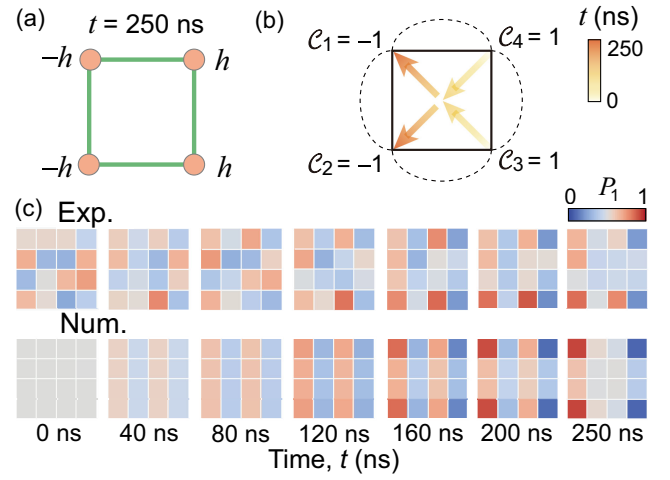 (a)
t = 250 ns
−h
h
−h
h
(b)
C₁ = −1
C₄ = 1
C₂ = −1
C₃ = 1
t (ns)
250
0
(c)
Exp.
0 P₁ 1
Num.
0 ns 40 ns 80 ns 120 ns 160 ns 200 ns 250 ns
Time, t (ns)